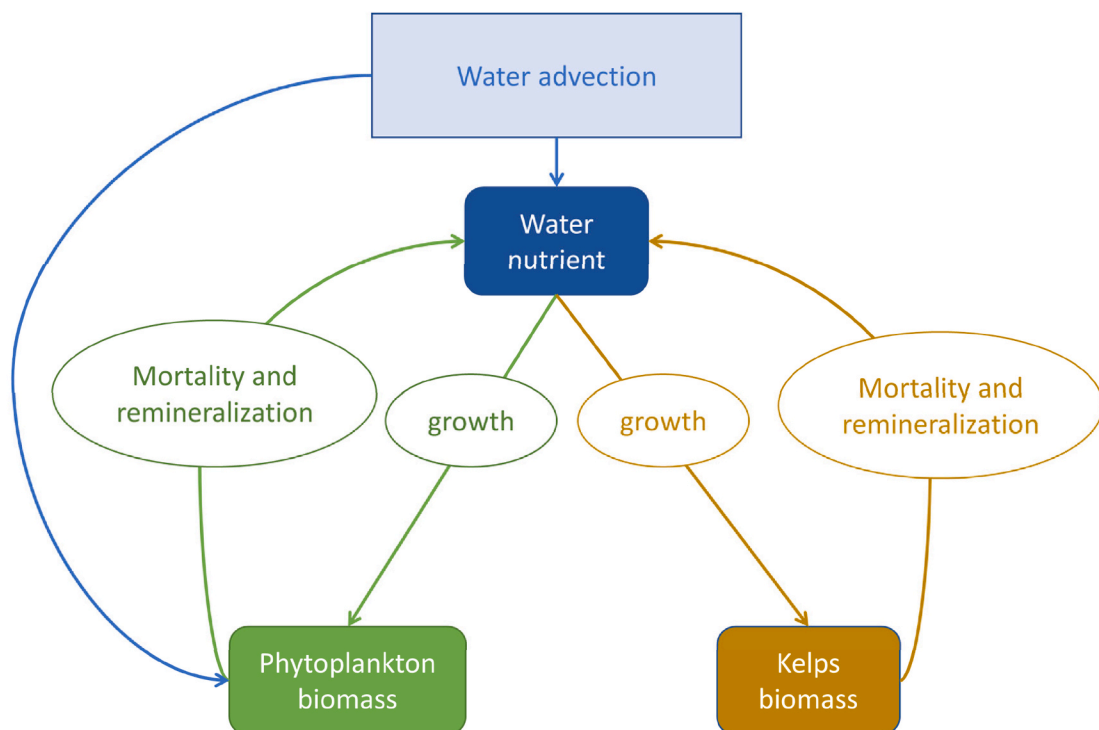 Water advection
Water
nutrient
Mortality and
remineralization
growth
growth
Mortality and
remineralization
Phytoplankton
biomass
Kelps
biomass